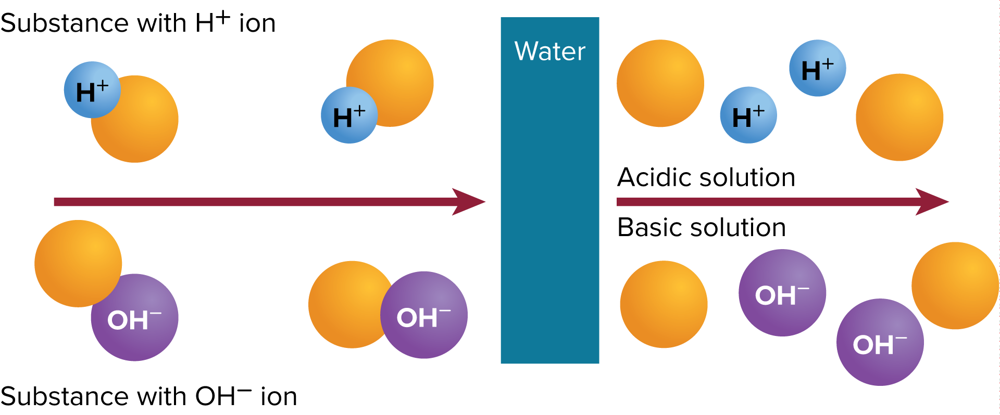 Substance with H⁺ ion
H⁺
H⁺
Water
H⁺
H⁺
Acidic solution
Basic solution
OH⁻
OH⁻
OH⁻
OH⁻
Substance with OH⁻ ion